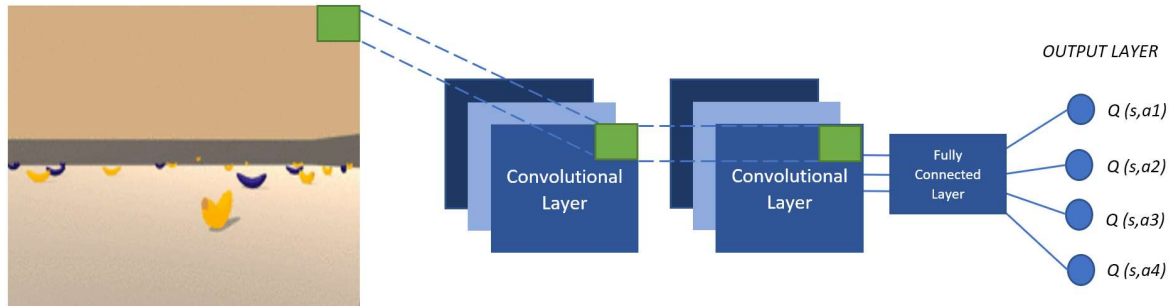 OUTPUT LAYER
Convolutional
Layer
Convolutional
Layer
Fully
Connected
Layer
Q (s,a1)
Q (s,a2)
Q (s,a3)
Q (s,a4)